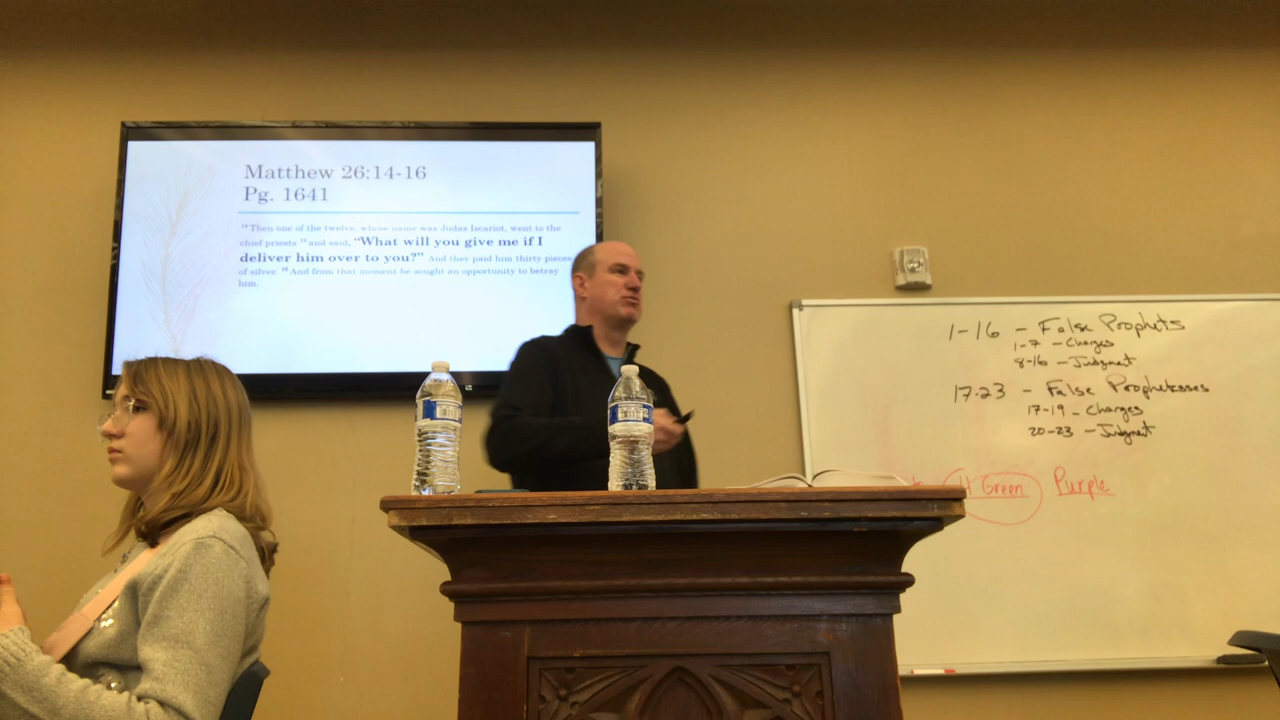 Matthew 26:14-16
Pg. 1641
14 Then one of the twelve, whose name was Judas Iscariot, went to the
chief priests 15 and said, “What will you give me if I
deliver him over to you?” And they paid him thirty pieces
of silver. 16 And from that moment he sought an opportunity to betray
him.
1-16 - False Prophets
1-7 - Charges
8-16 - Judgment
17-23 - False Prophetesses
17-19 - Charges
20-23 - Judgment
Green Purple